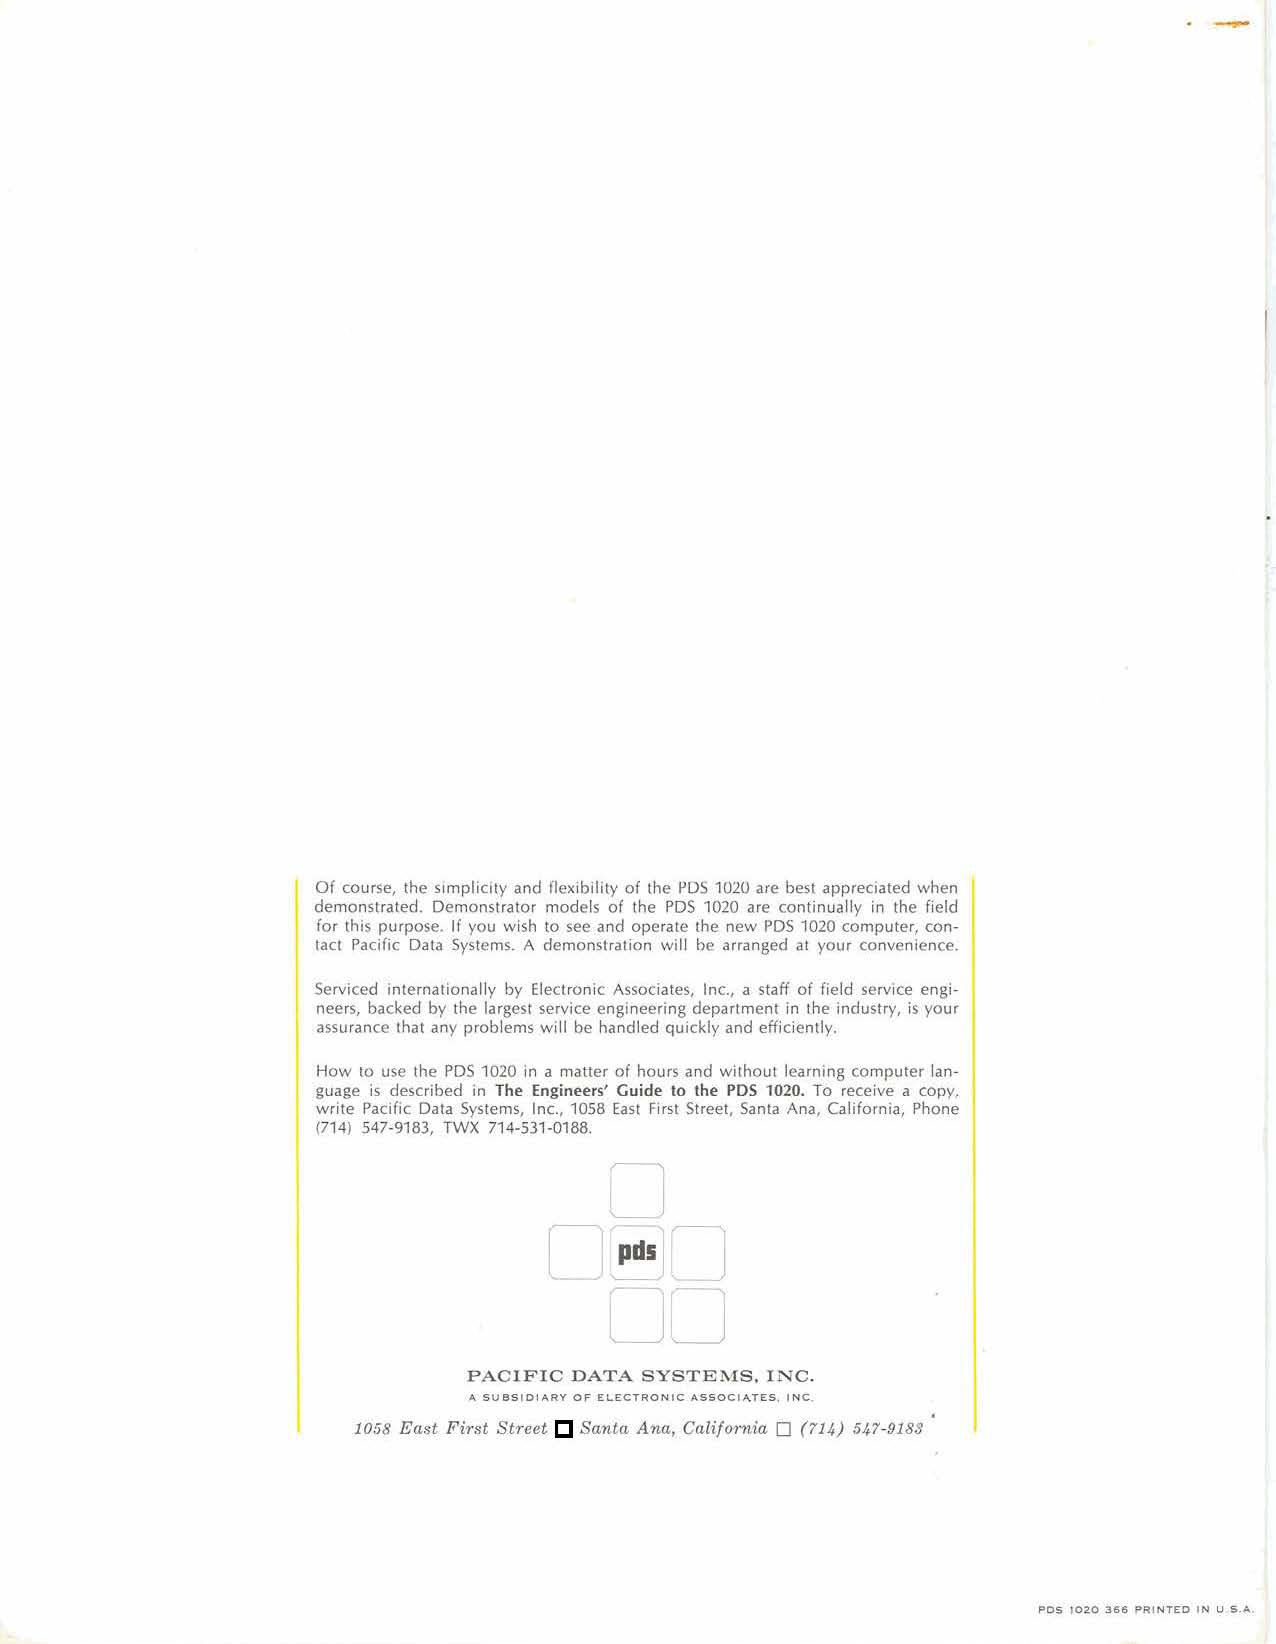 Of course, the simplicity and flexibility of the PDS 1020 are best appreciated when
demonstrated. Demonstrator models of the PDS 1020 are continually in the field
for this purpose. If you wish to see and operate the new PDS 1020 computer, con-
tact Pacific Data Systems. A demonstration will be arranged at your convenience.
Serviced internationally by Electronic Associates, Inc., a staff of field service engi-
neers, backed by the largest service engineering department in the industry, is your
assurance that any problems will be handled quickly and efficiently.
How to use the PDS 1020 in a matter of hours and without learning computer lan-
guage is described in The Engineers' Guide to the PDS 1020. To receive a copy,
write Pacific Data Systems, Inc., 1058 East First Street, Santa Ana, California, Phone
(714) 547-9183, TWX 714-531-0188.
pds
PACIFIC DATA SYSTEMS, INC.
A SUBSIDIARY OF ELECTRONIC ASSOCIATES, INC.
1058 East First Street □ Santa Ana, California □ (714) 547-9183
PDS 1020 366 PRINTED IN U.S.A.